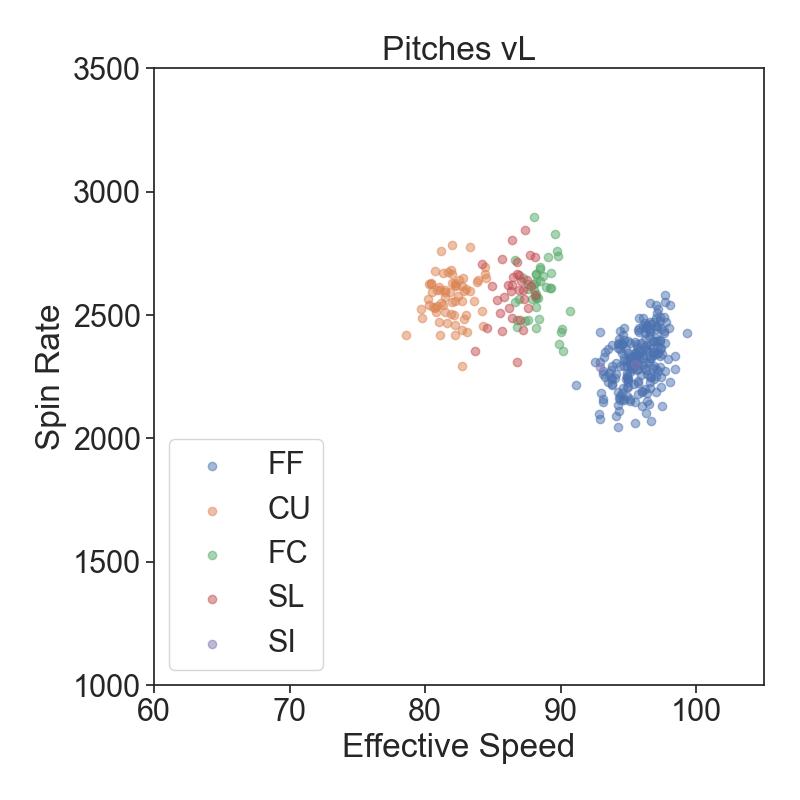 Pitches vL
3500
3000
2500
2000
1500
1000
Spin Rate
FF
CU
FC
SL
SI
60 70 80 90 100
Effective Speed